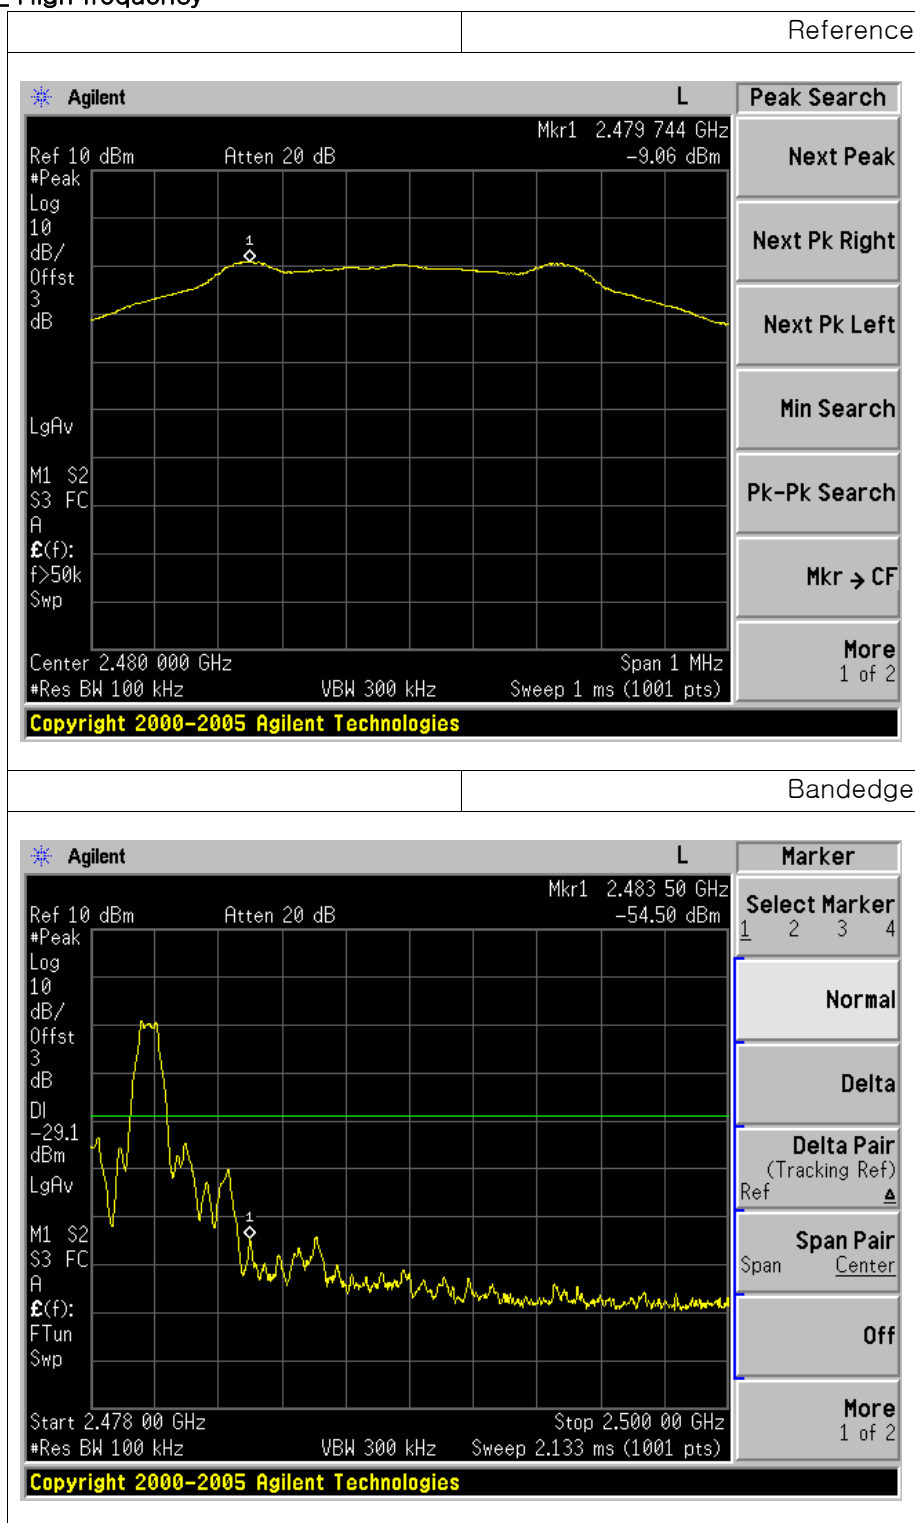 High frequency
Reference
Agilent L Peak Search
Mkr1 2.479 744 GHz
Ref 10 dBm Atten 20 dB -9.06 dBm
#Peak
Log
10
dB/
Offst
3
dB
1
LgAv
M1 S2
S3 FC
A
£(f):
f>50k
Swp
Center 2.480 000 GHz Span 1 MHz
#Res BW 100 kHz VBW 300 kHz Sweep 1 ms (1001 pts)
Copyright 2000-2005 Agilent Technologies
Next Peak
Next Pk Right
Next Pk Left
Min Search
Pk-Pk Search
Mkr → CF
More
1 of 2
Bandedge
Agilent L Marker
Mkr1 2.483 50 GHz
Ref 10 dBm Atten 20 dB -54.50 dBm
#Peak
Log
10
dB/
Offst
3
dB
DI
-29.1
dBm
LgAv
1
M1 S2
S3 FC
A
£(f):
FTun
Swp
Start 2.478 00 GHz Stop 2.500 00 GHz
#Res BW 100 kHz VBW 300 kHz Sweep 2.133 ms (1001 pts)
Copyright 2000-2005 Agilent Technologies
Select Marker
1 2 3 4
Normal
Delta
Delta Pair
(Tracking Ref)
Ref Δ
Span Pair
Span Center
Off
More
1 of 2